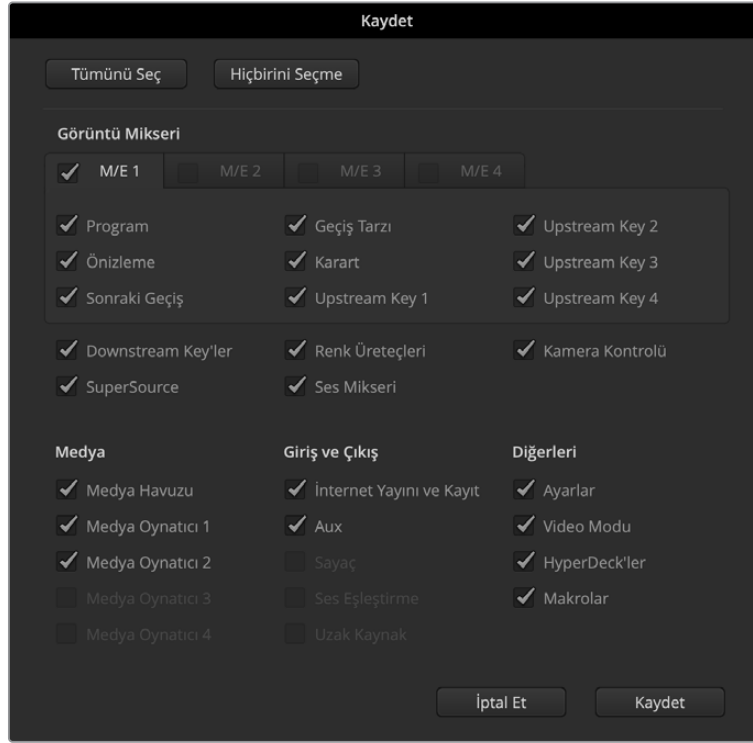 Kaydet
Tümünü Seç Hiçbirini Seçme
Görüntü Mikseri
M/E 1 M/E 2 M/E 3 M/E 4
Program Geçiş Tarzı Upstream Key 2
Önizleme Karart Upstream Key 3
Sonraki Geçiş Upstream Key 1 Upstream Key 4
Downstream Key'ler Renk Üreteçleri Kamera Kontrolü
SuperSource Ses Mikseri
Medya Giriş ve Çıkış Diğerleri
Medya Havuzu İnternet Yayını ve Kayıt Ayarlar
Medya Oynatıcı 1 Aux Video Modu
Medya Oynatıcı 2 Sayaç HyperDeck'ler
Medya Oynatıcı 3 Ses Eşleştirme Makrolar
Medya Oynatıcı 4 Uzak Kaynak
İptal Et Kaydet